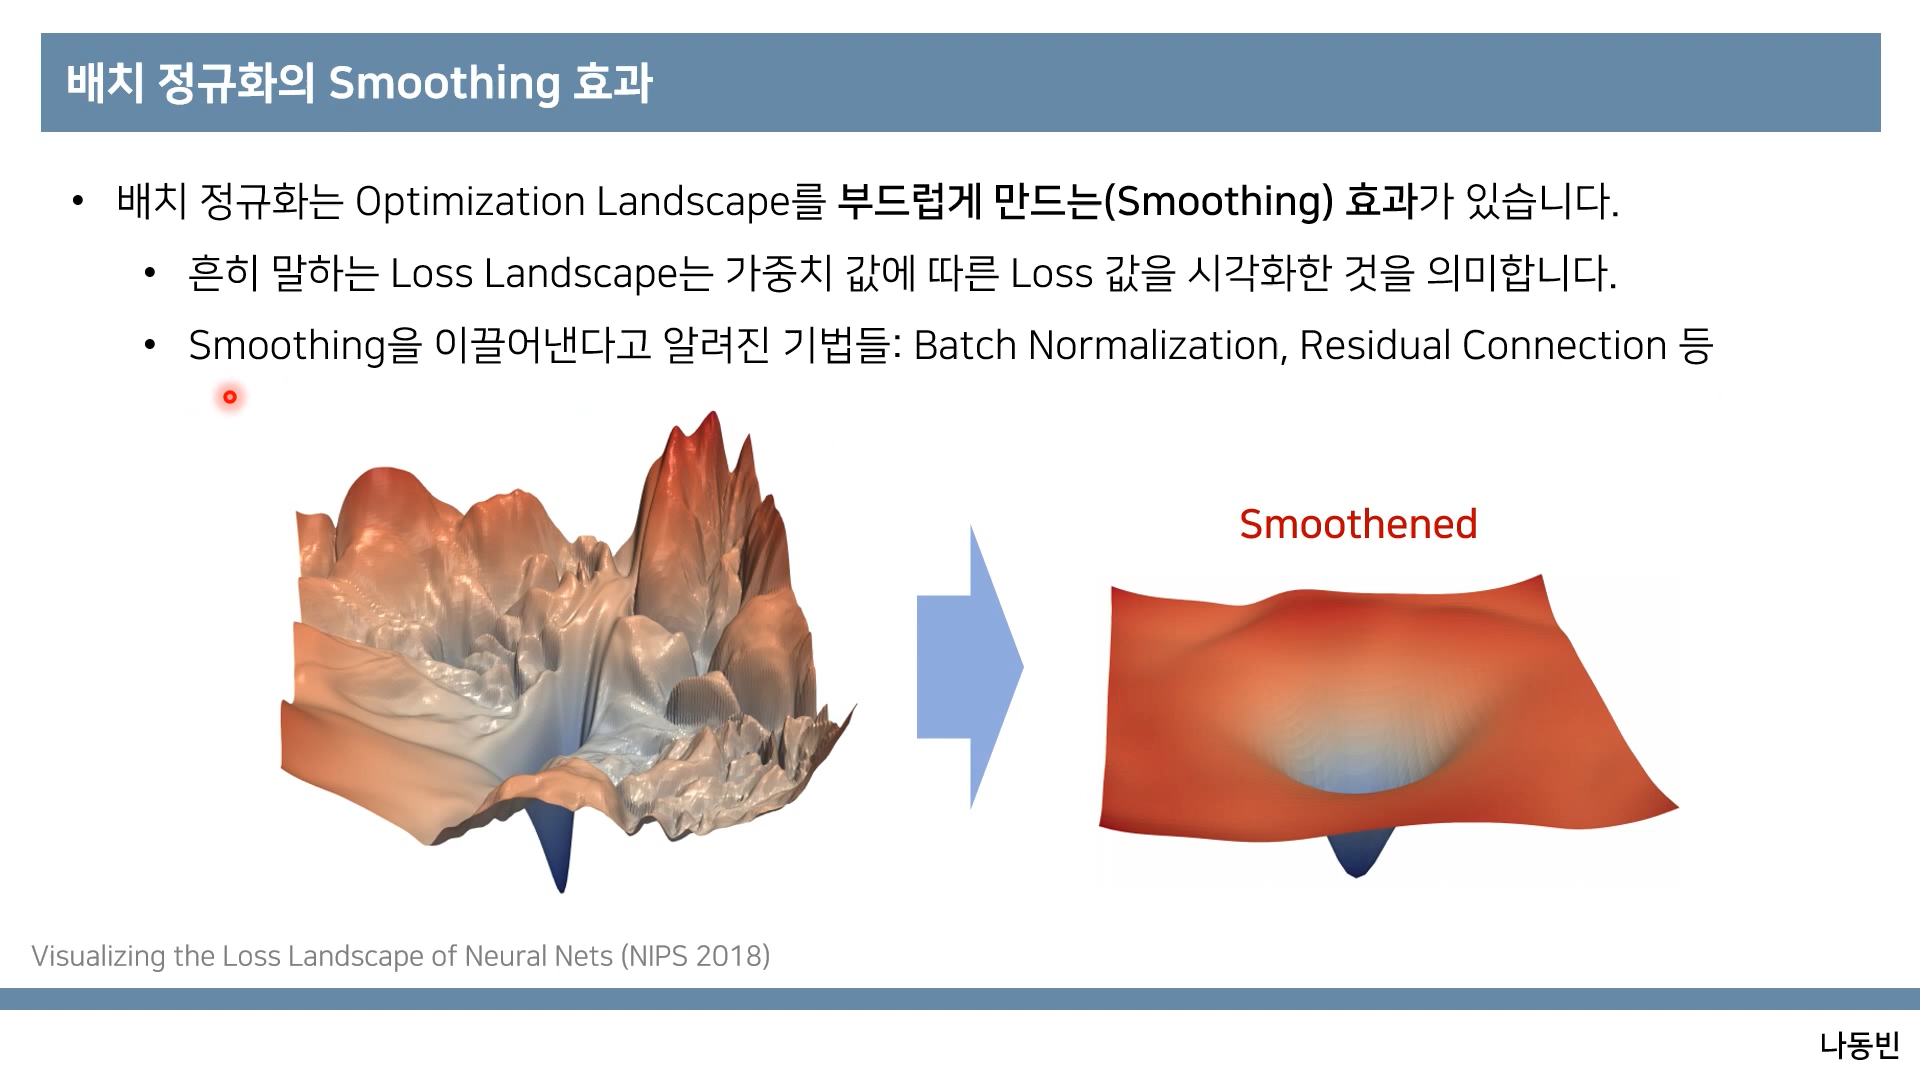 배치 정규화의 Smoothing 효과
• 배치 정규화는 Optimization Landscape를 부드럽게 만드는(Smoothing) 효과가 있습니다.
• 흔히 말하는 Loss Landscape는 가중치 값에 따른 Loss 값을 시각화한 것을 의미합니다.
• Smoothing을 이끌어낸다고 알려진 기법들: Batch Normalization, Residual Connection 등
Smoothened
Visualizing the Loss Landscape of Neural Nets (NIPS 2018)
나동빈